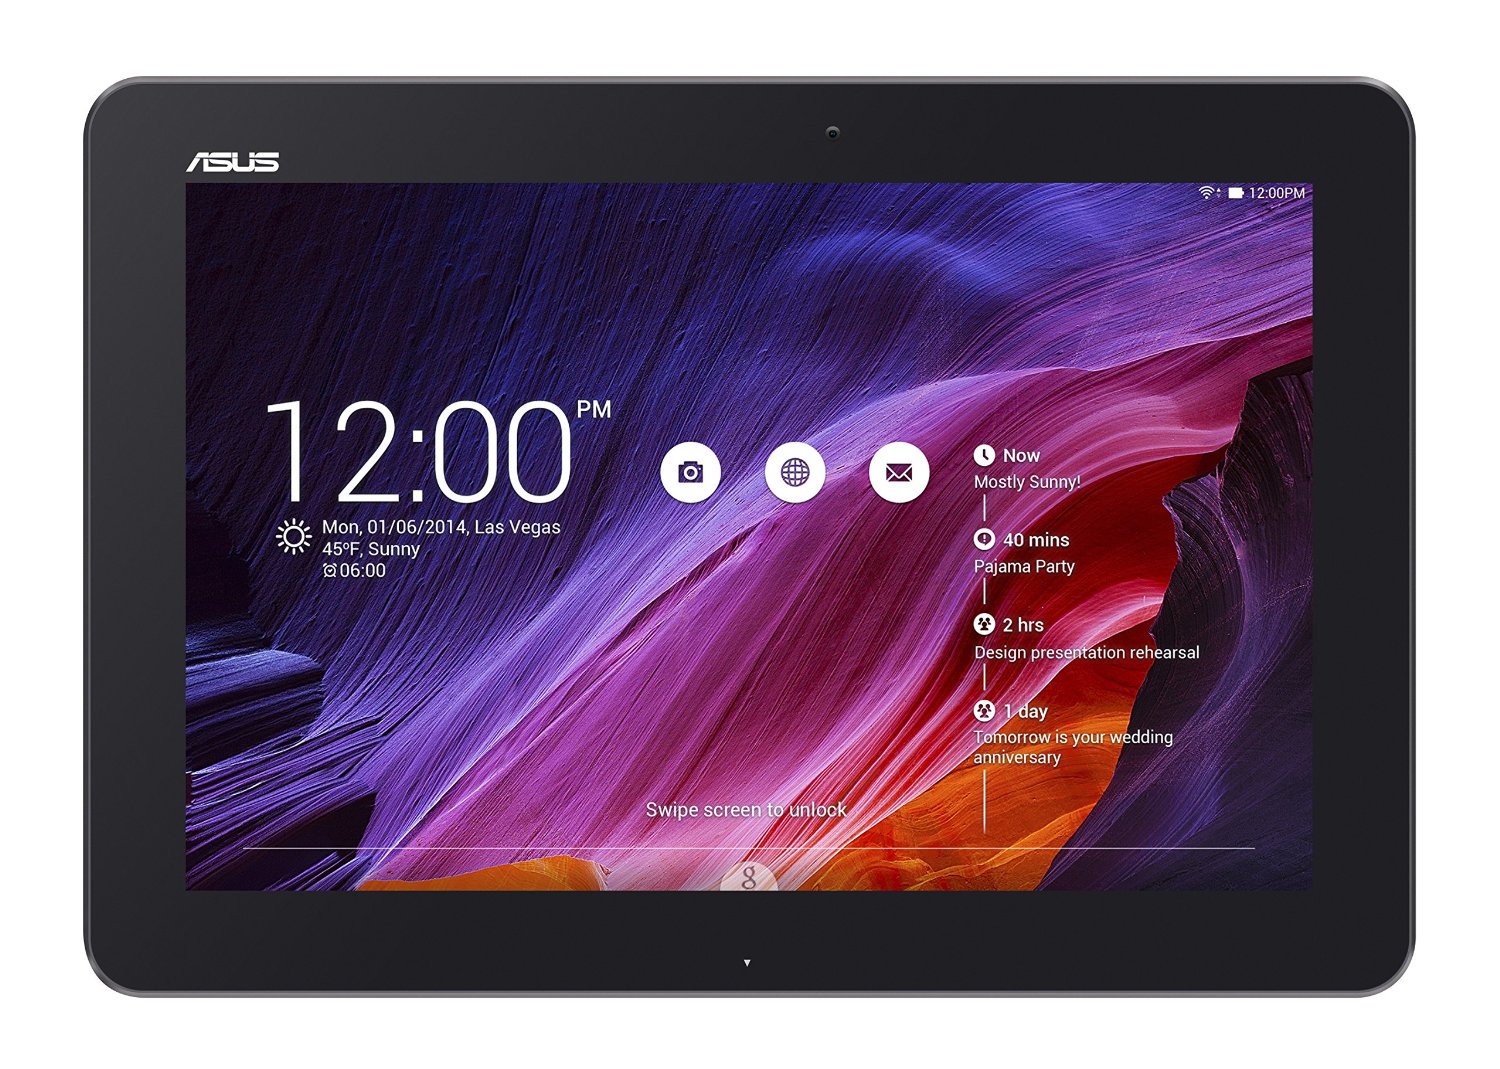 ASUS
12:00PM
12:00 PM
Mon, 01/06/2014, Las Vegas
45ºF, Sunny
06:00
Now
Mostly Sunny!
40 mins
Pajama Party
2 hrs
Design presentation rehearsal
1 day
Tomorrow is your wedding
anniversary
Swipe screen to unlock
g